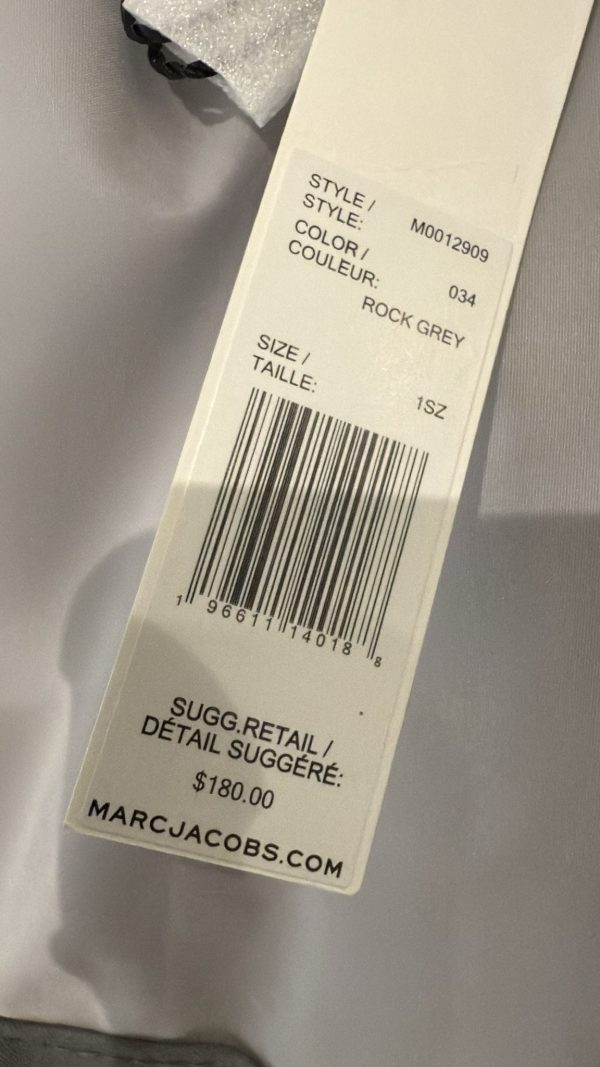 STYLE /
STYLE: M0012909
COLOR /
COULEUR: 034
ROCK GREY
SIZE /
TAILLE: 1SZ
1 96611 14018 8
SUGG.RETAIL /
DÉTAIL SUGGÉRÉ:
$180.00
MARCJACOBS.COM